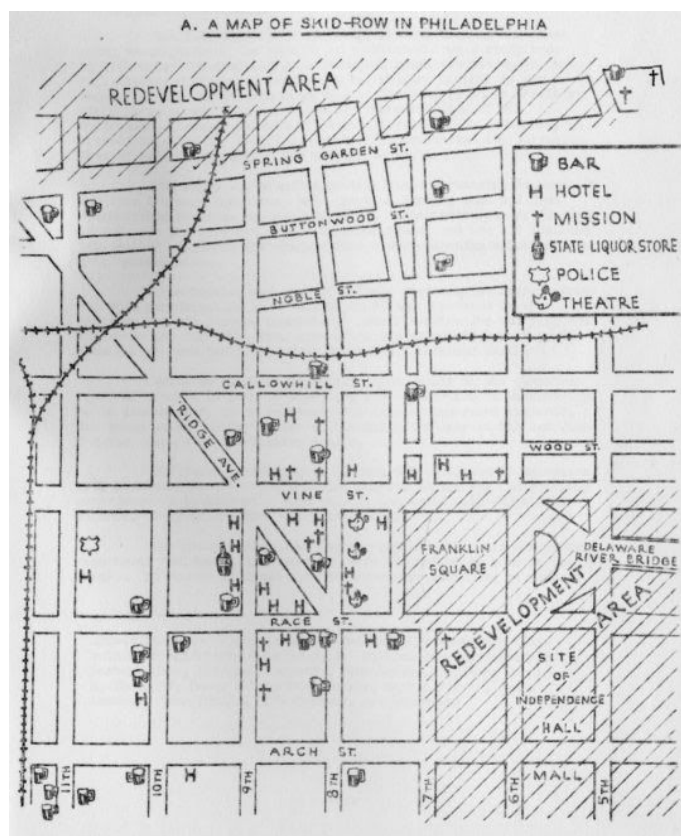 A. A MAP OF SKID-ROW IN PHILADELPHIA
REDEVELOPMENT AREA
SPRING GARDEN ST.
BAR
H HOTEL
MISSION
STATE LIQUOR STORE
POLICE
THEATRE
BUTTONWOOD ST.
NOBLE ST.
CALLOWHILL ST.
RIDGE AVE.
H
WOOD ST.
H
H
H
H
H
VINE ST.
H
H
H
H
H
FRANKLIN
SQUARE
DELAWARE
RIVER BRIDGE
H
H
H
H
H
REDEVELOPMENT
AREA
RACE ST.
H
H
H
H
SITE
OF
INDEPENDENCE
HALL
MALL
ARCH ST.
H
11TH
10TH
9TH
8TH
7TH
6TH
5TH